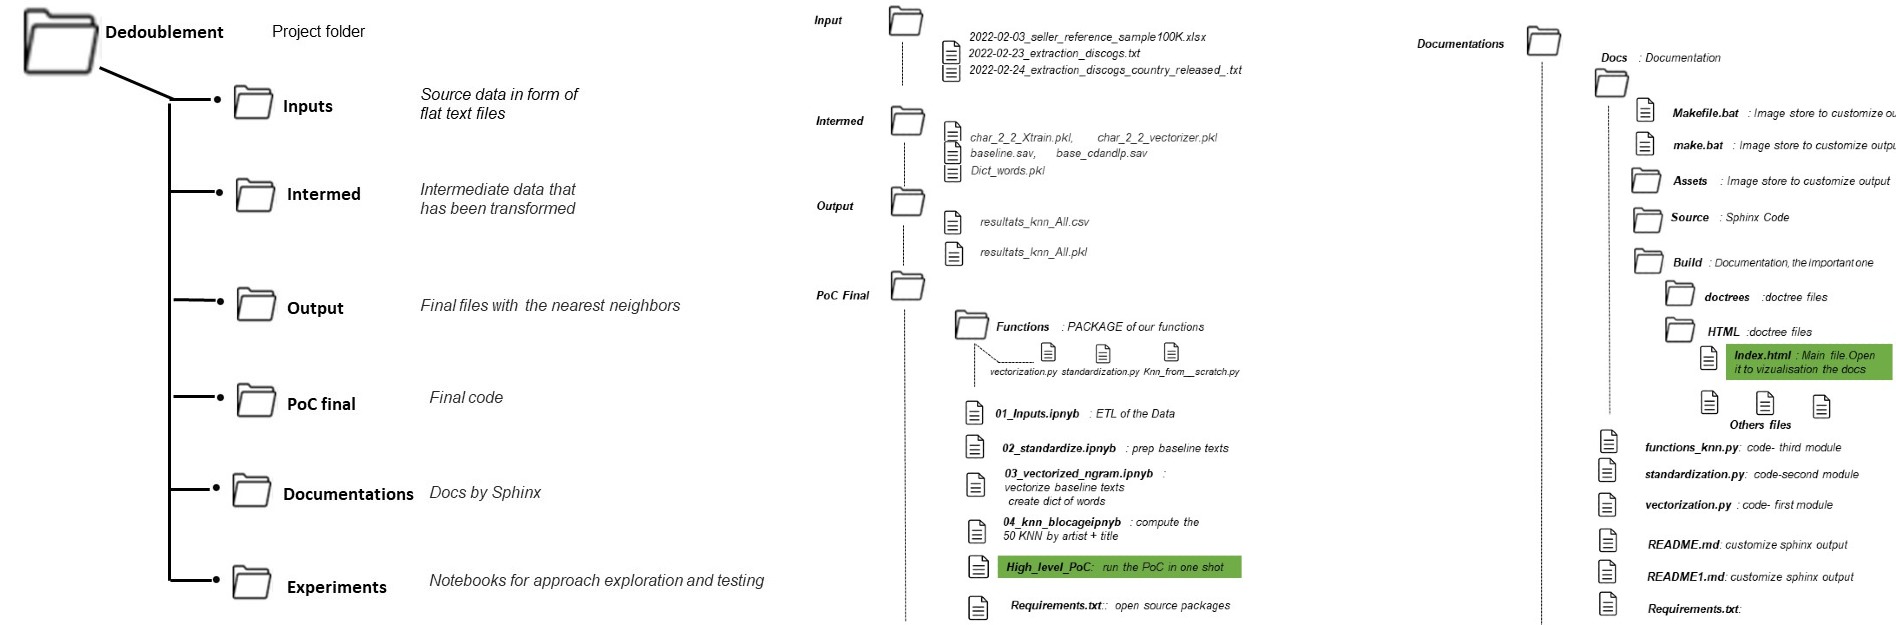 Dedoublement Project folder
Inputs
Source data in form of
flat text files
Intermed
Intermediate data that
has been transformed
Output
Final files with the nearest neighbors
PoC final
Final code
Documentations
Docs by Sphinx
Experiments
Notebooks for approach exploration and testing
Input
2022-02-03_seller_reference_sample100K.xlsx
2022-02-23_extraction_discogs.txt
2022-02-24_extraction_discogs_country_released_.txt
Intermed
char_2_2_Xtrain.pkl, char_2_2_vectorizer.pkl
baseline.sav, base_cdandlp.sav
Dict_words.pkl
Output
resultats_knn_All.csv
resultats_knn_All.pkl
PoC Final
Functions : PACKAGE of our functions
vectorization.py standardization.py Knn_from__scratch.py
01_Inputs.ipnyb : ETL of the Data
02_standardize.ipnyb : prep baseline texts
03_vectorized_ngram.ipnyb :
vectorize baseline texts
create dict of words
04_knn_blocageipnyb : compute the
50 KNN by artist + title
High_level_PoC: run the PoC in one shot
Requirements.txt:: open source packages
Documentations
Docs : Documentation
Makefile.bat : Image store to customize ou
make.bat : Image store to customize outpu
Assets : Image store to customize output
Source : Sphinx Code
Build : Documentation, the important one
doctrees :doctree files
HTML :doctree files
Index.html : Main file.Open
it to vizualisation the docs
Others files
functions_knn.py: code- third module
standardization.py: code-second module
vectorization.py : code- first module
README.md: customize sphinx output
README1.md: customize sphinx output
Requirements.txt: